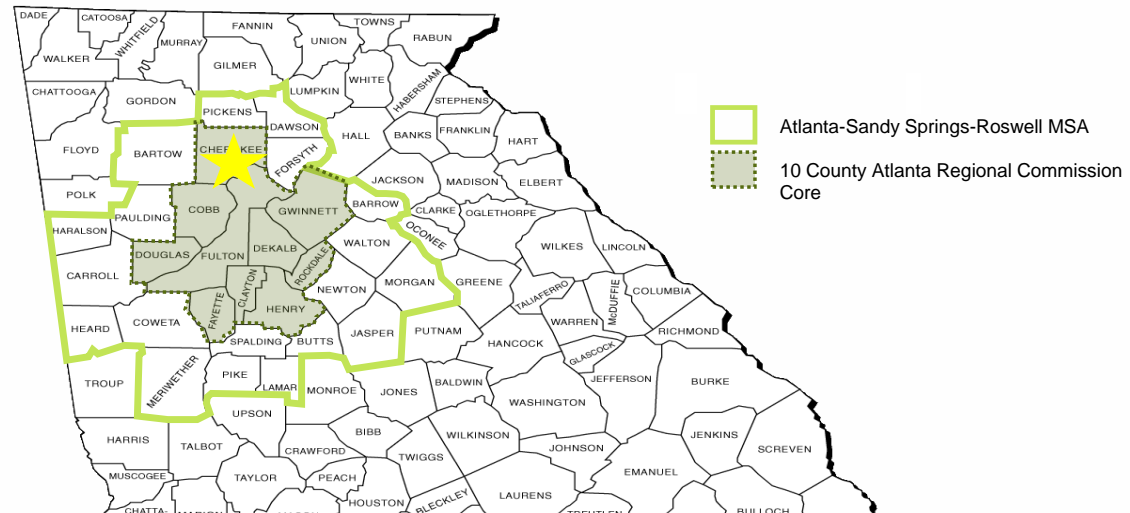 DADE
CATOOSA
WHITFIELD
MURRAY
FANNIN
TOWNS
UNION
RABUN
WALKER
GILMER
WHITE
HABERSHAM
LUMPKIN
STEPHENS
CHATTOOGA
GORDON
PICKENS
DAWSON
HALL
BANKS
FRANKLIN
HART
FLOYD
BARTOW
CHEROKEE
FORSYTH
JACKSON
MADISON
ELBERT
POLK
PAULDING
COBB
GWINNETT
BARROW
CLARKE
OGLETHORPE
HARALSON
OCONEE
DOUGLAS
FULTON
DEKALB
ROCKDALE
WALTON
WILKES
LINCOLN
CARROLL
CLAYTON
NEWTON
MORGAN
GREENE
TALIAFERRO
McDUFFIE
COLUMBIA
FAYETTE
HENRY
HEARD
COWETA
SPALDING
BUTTS
JASPER
PUTNAM
HANCOCK
WARREN
RICHMOND
GLASCOCK
TROUP
MERIWETHER
PIKE
LAMAR
MONROE
JONES
BALDWIN
JEFFERSON
BURKE
WASHINGTON
UPSON
HARRIS
TALBOT
CRAWFORD
BIBB
WILKINSON
JENKINS
SCREVEN
JOHNSON
EMANUEL
MUSCOGEE
TAYLOR
PEACH
TWIGGS
HOUSTON
BLECKLEY
LAURENS
CHATTA-
MARION
TREUTLEN
BULLOCH
Atlanta-Sandy Springs-Roswell MSA
10 County Atlanta Regional Commission
Core